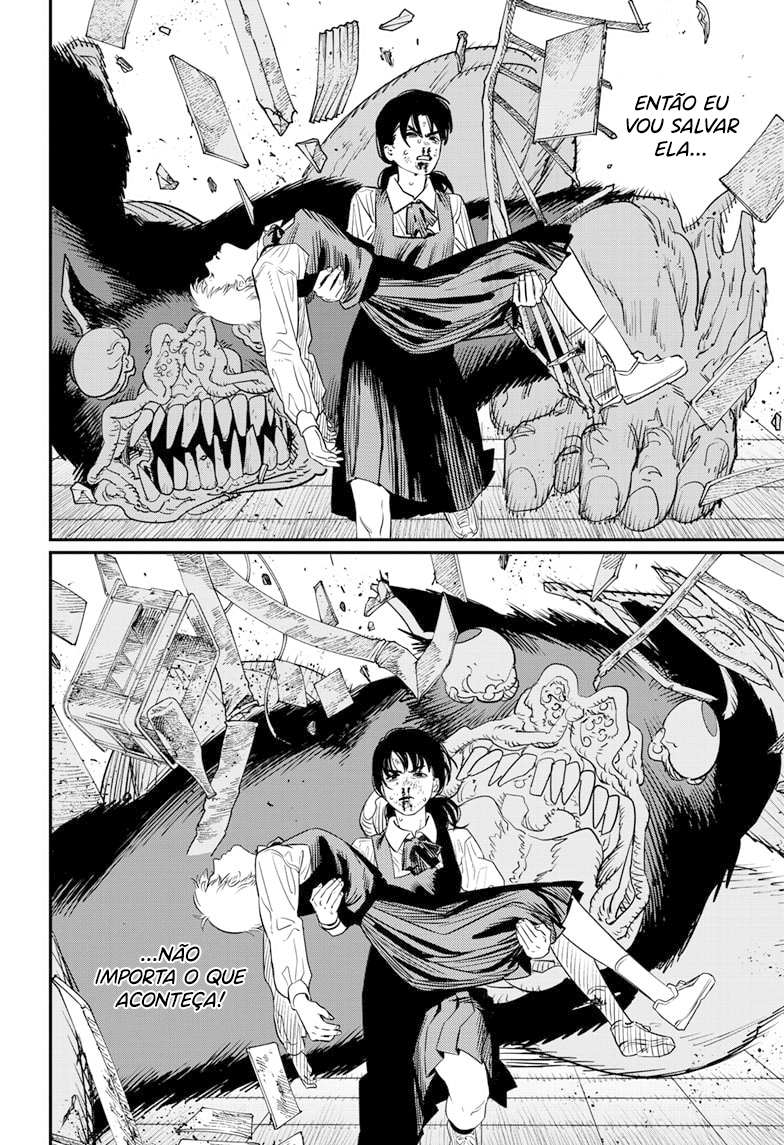 ENTÃO EU
VOU SALVAR
ELA...
...NÃO
IMPORTA O QUE
ACONTEÇA!